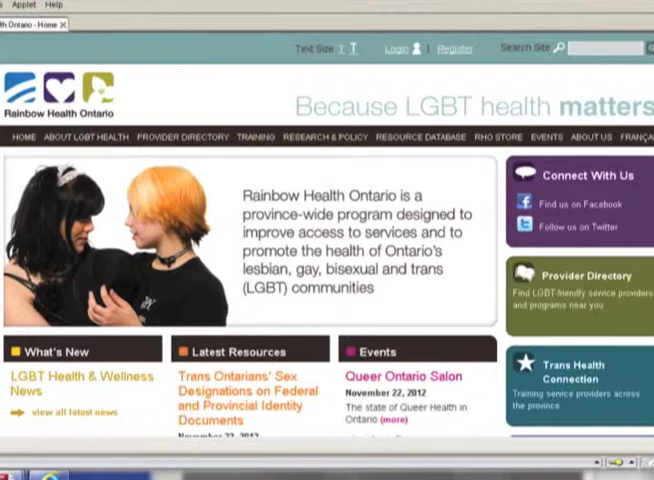 Applet Help
Ontario - Home
Text Size T T Login | Register Search Site
Rainbow Health Ontario
Because LGBT health matters
HOME ABOUT LGBT HEALTH PROVIDER DIRECTORY TRAINING RESEARCH & POLICY RESOURCE DATABASE RHO STORE EVENTS ABOUT US FRANÇA
Rainbow Health Ontario is a
province-wide program designed to
improve access to services and to
promote the health of Ontario's
lesbian, gay, bisexual and trans
(LGBT) communities
Connect With Us
Find us on Facebook
Follow us on Twitter
Provider Directory
Find LGBT-friendly service providers
and programs near you
Trans Health
Connection
Training service providers across
the province
What's New
LGBT Health & Wellness
News
view all latest news
Latest Resources
Trans Ontarians' Sex
Designations on Federal
and Provincial Identity
Documents
November 22, 2012
Events
Queer Ontario Salon
November 22, 2012
The state of Queer Health in
Ontario (more)